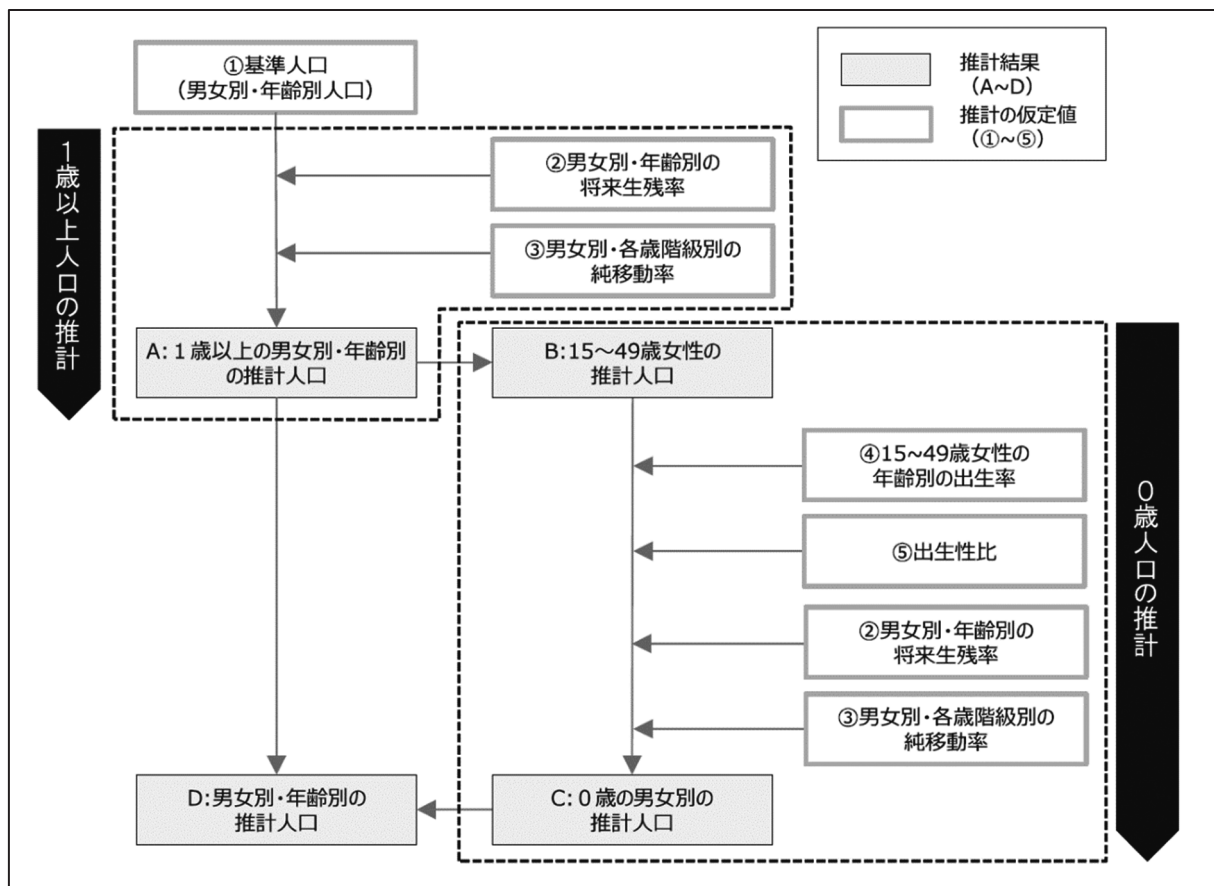 ①基準人口
（男女別・年齢別人口）
推計結果
（A~D）
推計の仮定値
（①~⑤）
1歳以上人口の推計
②男女別・年齢別の
将来生残率
③男女別・各歳階級別の
純移動率
A:１歳以上の男女別・年齢別
の推計人口
B:15～49歳女性の
推計人口
④15~49歳女性の
年齢別の出生率
⑤出生性比
②男女別・年齢別の
将来生残率
③男女別・各歳階級別の
純移動率
0歳人口の推計
D:男女別・年齢別の
推計人口
C:０歳の男女別の
推計人口